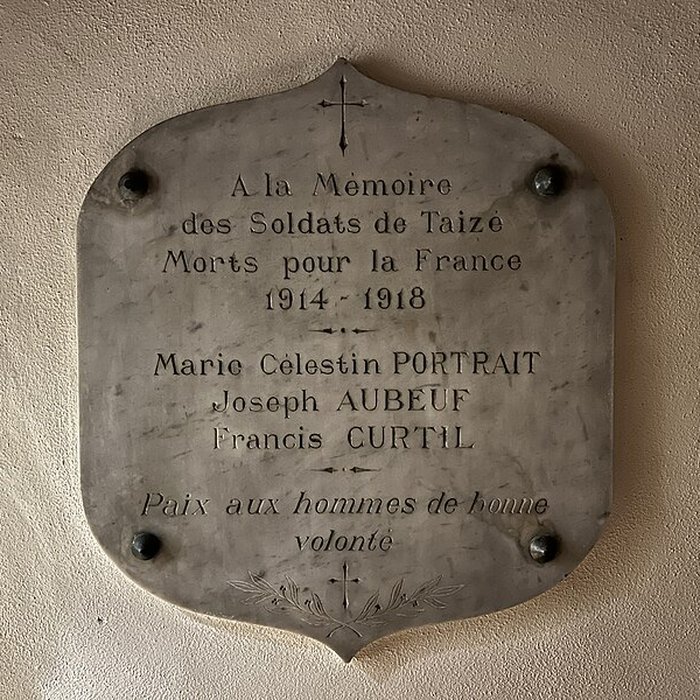 A la Mémoire
des Soldats de Taizé
Morts pour la France
1914 - 1918
Marie Célestin PORTRAIT
Joseph AUBEUF
Francis CURTIL
Paix aux hommes de bonne
volonté